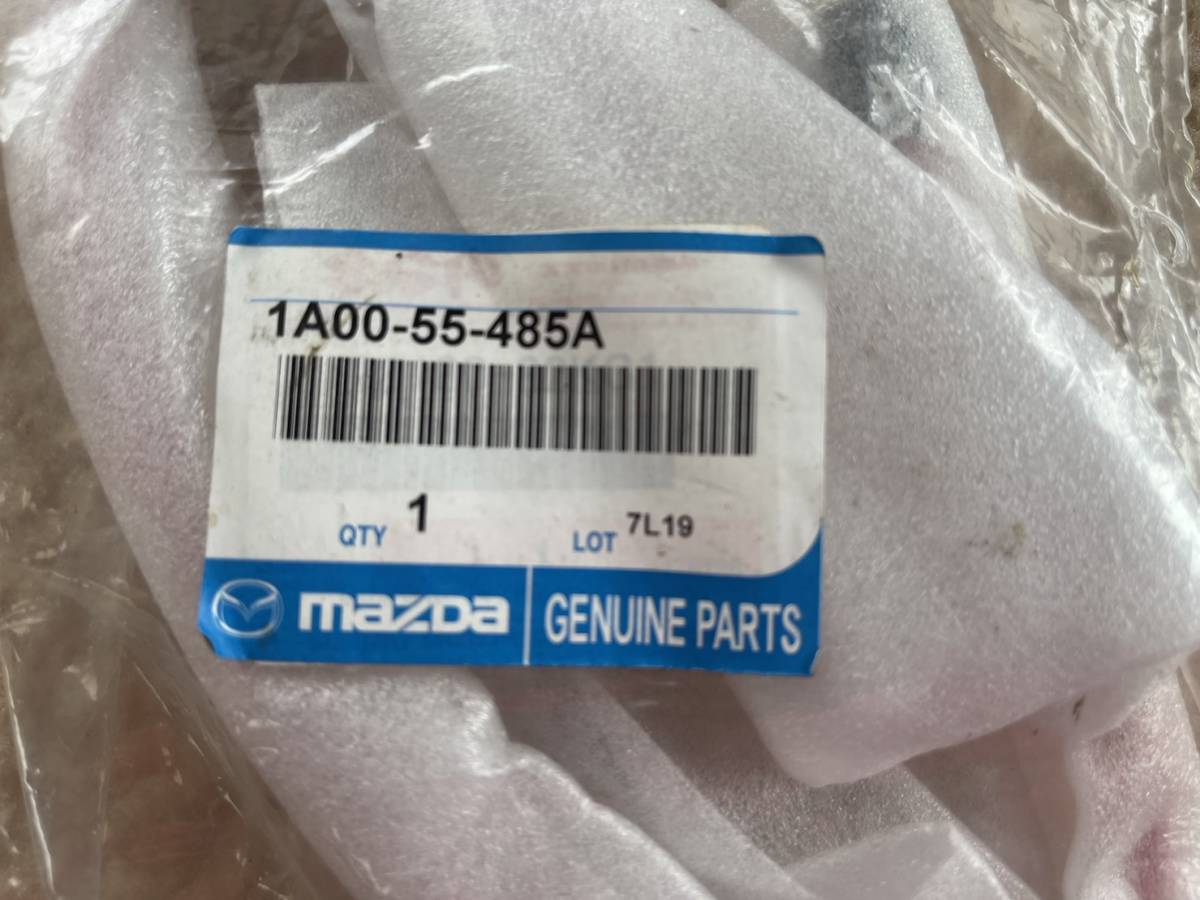 1A00-55-485A
QTY 1 LOT 7L19
mazda GENUINE PARTS